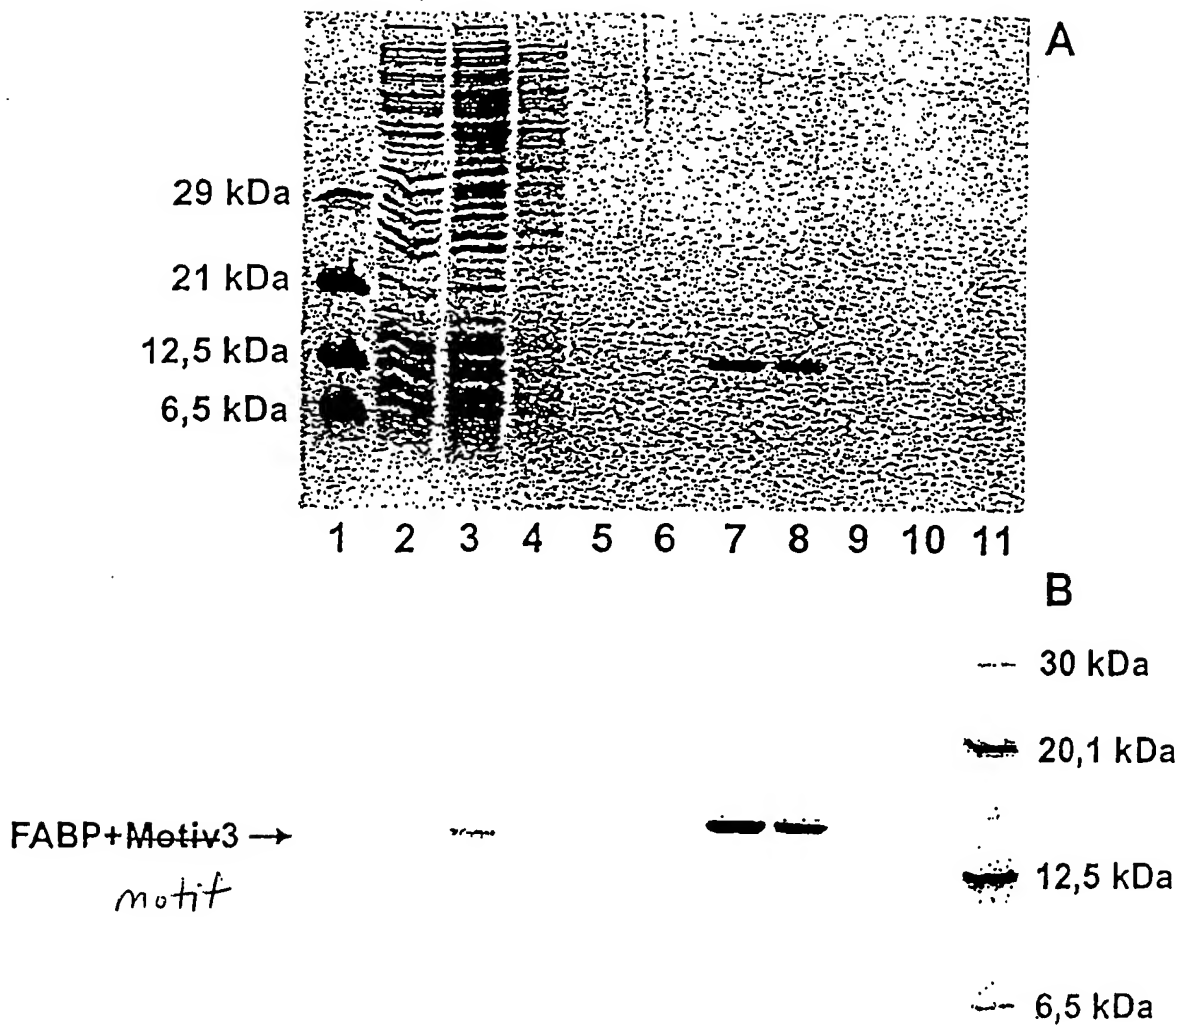 A
29 kDa
21 kDa
12,5 kDa
6,5 kDa
1 2 3 4 5 6 7 8 9 10 11
B
30 kDa
20,1 kDa
FABP+Motiv3 →
motif
12,5 kDa
6,5 kDa